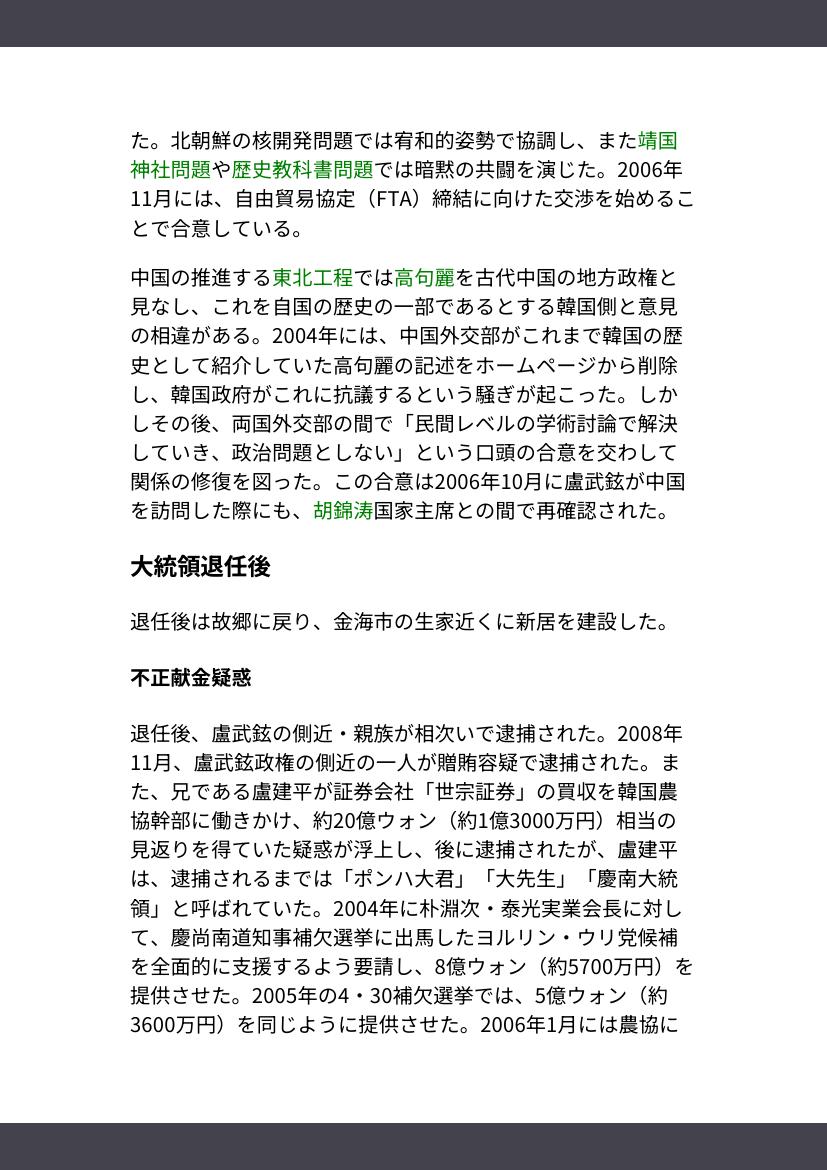 た。北朝鮮の核開発問題では宥和的姿勢で協調し、また靖国
神社問題や歴史教科書問題では暗黙の共闘を演じた。2006年
11月には、自由貿易協定（FTA）締結に向けた交渉を始めるこ
とで合意している。
中国の推進する東北工程では高句麗を古代中国の地方政権と
見なし、これを自国の歴史の一部であるとする韓国側と意見
の相違がある。2004年には、中国外交部がこれまで韓国の歴
史として紹介していた高句麗の記述をホームページから削除
し、韓国政府がこれに抗議するという騒ぎが起こった。しか
しその後、両国外交部の間で「民間レベルの学術討論で解決
していき、政治問題としない」という口頭の合意を交わして
関係の修復を図った。この合意は2006年10月に盧武鉉が中国
を訪問した際にも、胡錦涛国家主席との間で再確認された。
大統領退任後
退任後は故郷に戻り、金海市の生家近くに新居を建設した。
不正献金疑惑
退任後、盧武鉉の側近・親族が相次いで逮捕された。2008年
11月、盧武鉉政権の側近の一人が贈賄容疑で逮捕された。ま
た、兄である盧建平が証券会社「世宗証券」の買収を韓国農
協幹部に働きかけ、約20億ウォン（約1億3000万円）相当の
見返りを得ていた疑惑が浮上し、後に逮捕されたが、盧建平
は、逮捕されるまでは「ポンハ大君」「大先生」「慶南大統
領」と呼ばれていた。2004年に朴淵次・泰光実業会長に対し
て、慶尚南道知事補欠選挙に出馬したヨルリン・ウリ党候補
を全面的に支援するよう要請し、8億ウォン（約5700万円）を
提供させた。2005年の4・30補欠選挙では、5億ウォン（約
3600万円）を同じように提供させた。2006年1月には農協に